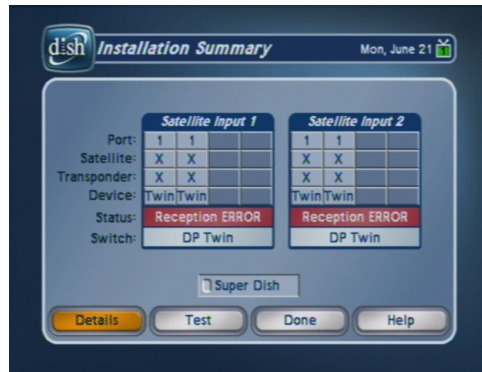 dish Installation Summary Mon, June 21
Satellite Input 1 Satellite Input 2
Port: 1 1 1 1
Satellite: X X X X
Transponder: X X X X
Device: Twin Twin Twin Twin
Status: Reception ERROR Reception ERROR
Switch: DP Twin DP Twin
Super Dish
Details Test Done Help